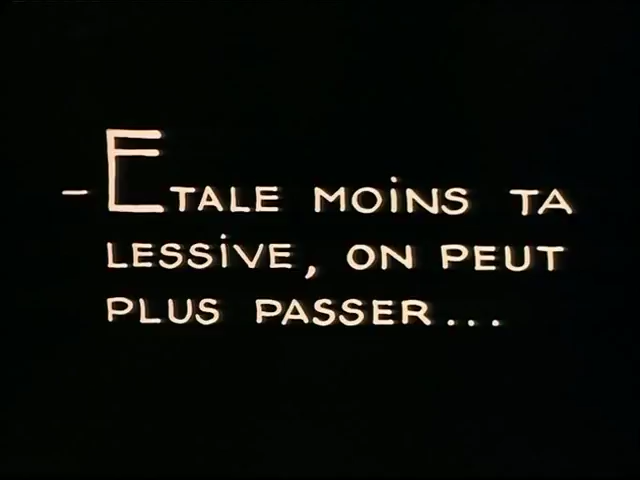 - ETALE MOiNS TA
LESSiVE, ON PEUT
PLUS PASSER...